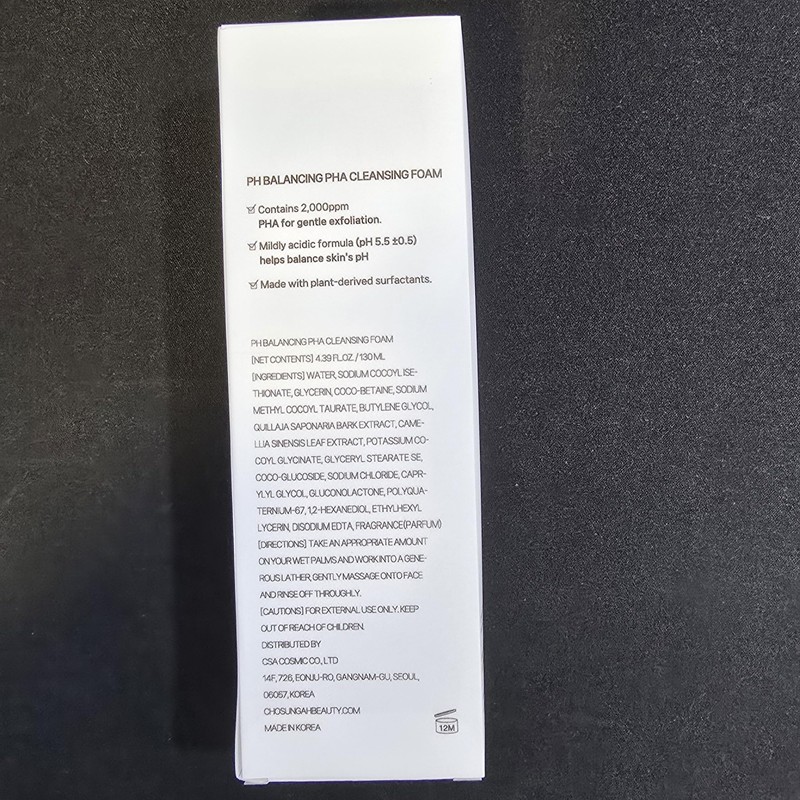 PH BALANCING PHA CLEANSING FOAM
Contains 2,000ppm
PHA for gentle exfoliation.
Mildly acidic formula (pH 5.5 ±0.5)
helps balance skin's pH
Made with plant-derived surfactants.
PH BALANCING PHA CLEANSING FOAM
[NET CONTENTS] 4.39 FL.OZ. / 130 ML
[INGREDIENTS] WATER, SODIUM COCOYL ISE-
THIONATE, GLYCERIN, COCO-BETAINE, SODIUM
METHYL COCOYL TAURATE, BUTYLENE GLYCOL,
QUILLAJA SAPONARIA BARK EXTRACT, CAME-
LLIA SINENSIS LEAF EXTRACT, POTASSIUM CO-
COYL GLYCINATE, GLYCERYL STEARATE SE,
COCO-GLUCOSIDE, SODIUM CHLORIDE, CAPR-
YLYL GLYCOL, GLUCONOLACTONE, POLYQUA-
TERNIUM-67, 1,2-HEXANEDIOL, ETHYLHEXYL
LYCERIN, DISODIUM EDTA, FRAGRANCE(PARFUM)
[DIRECTIONS] TAKE AN APPROPRIATE AMOUNT
ON YOUR WET PALMS AND WORK INTO A GENE-
ROUS LATHER, GENTLY MASSAGE ONTO FACE
AND RINSE OFF THROUGHLY.
[CAUTIONS] FOR EXTERNAL USE ONLY. KEEP
OUT OF REACH OF CHILDREN.
DISTRIBUTED BY
CSA COSMIC CO., LTD
14F, 726, EONJU-RO, GANGNAM-GU, SEOUL,
06057, KOREA
CHOSUNGAHBEAUTY.COM
MADE IN KOREA
12M